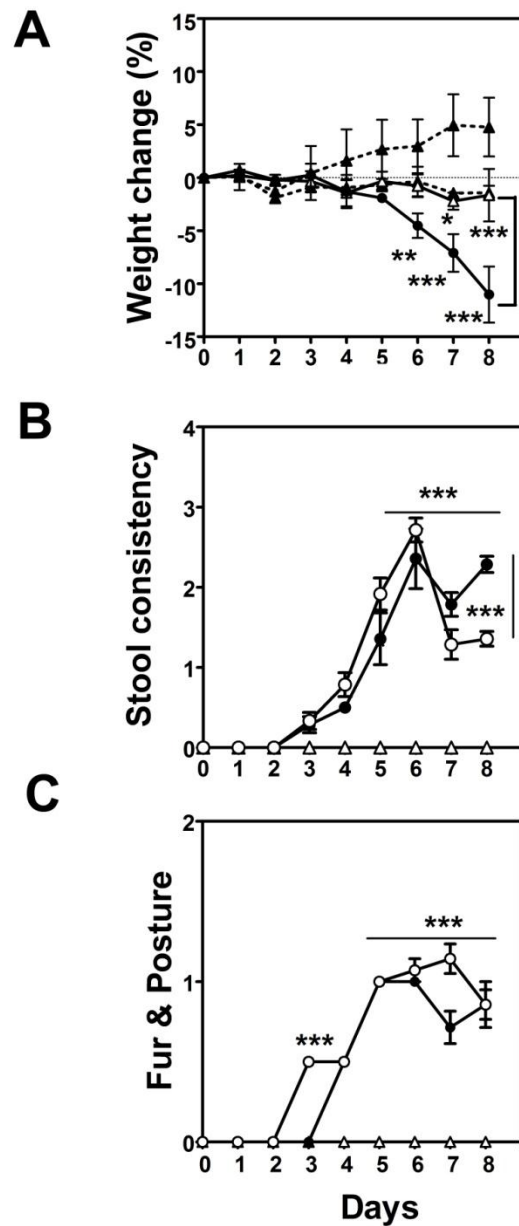 A
Weight change (%)
15
10
5
0
-5
-10
-15
*
***
**
***
***
0 1 2 3 4 5 6 7 8
B
Stool consistency
4
3
2
1
0
***
***
0 1 2 3 4 5 6 7 8
C
Fur & Posture
2
1
0
***
***
0 1 2 3 4 5 6 7 8
Days